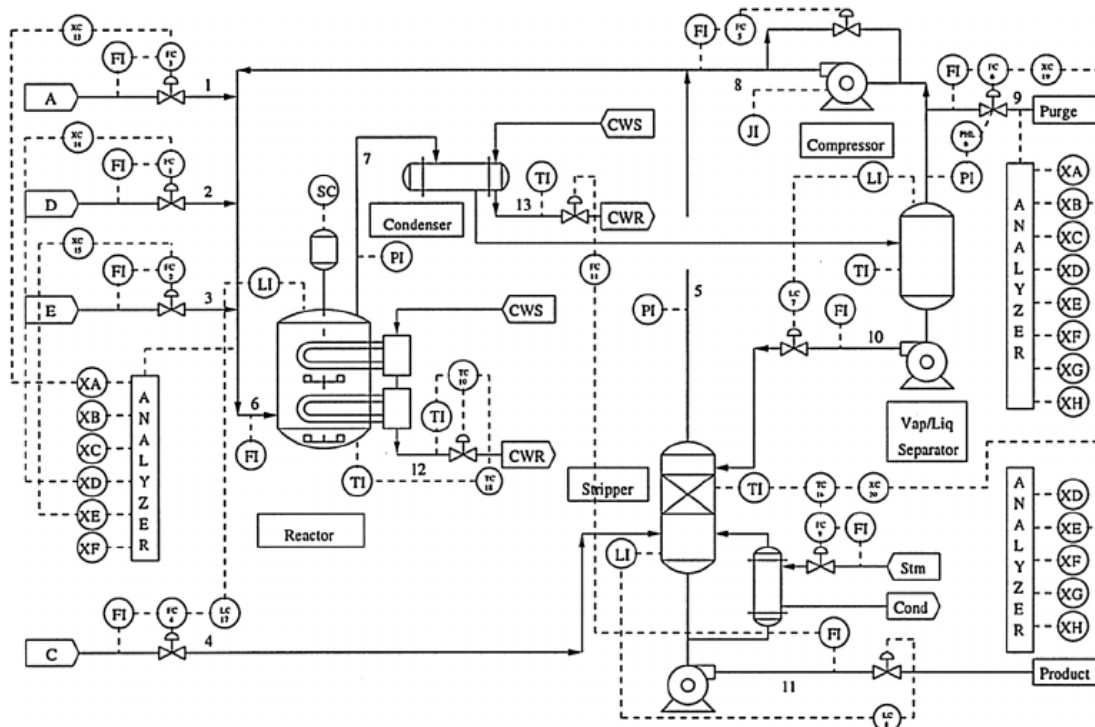 XC 13
FI
FC 3
A
1
XC 14
FI
D
2
XC 15
FI
FC 2
E
3
XA
XB
XC
XD
XE
XF
ANALYZER
FI
FC 4
LC 17
C
4
SC
LI
7
PI
CWS
Condenser
TI
13
CWR
FC 11
CWS
6
FI
TI
TC 10
12
CWR
TI
TC 18
Reactor
FI
FC 5
8
JI
Compressor
FI
FC 6
XC 19
9
Purge
PHL 6
PI
LI
TI
LC 7
FI
10
Vap/Liq
Separator
5
PI
Stripper
TI
TC 16
XC 20
FC 9
FI
Stm
Cond
LI
FI
11
Product
LC 8
ANALYZER
XA
XB
XC
XD
XE
XF
XG
XH
ANALYZER
XD
XE
XF
XG
XH